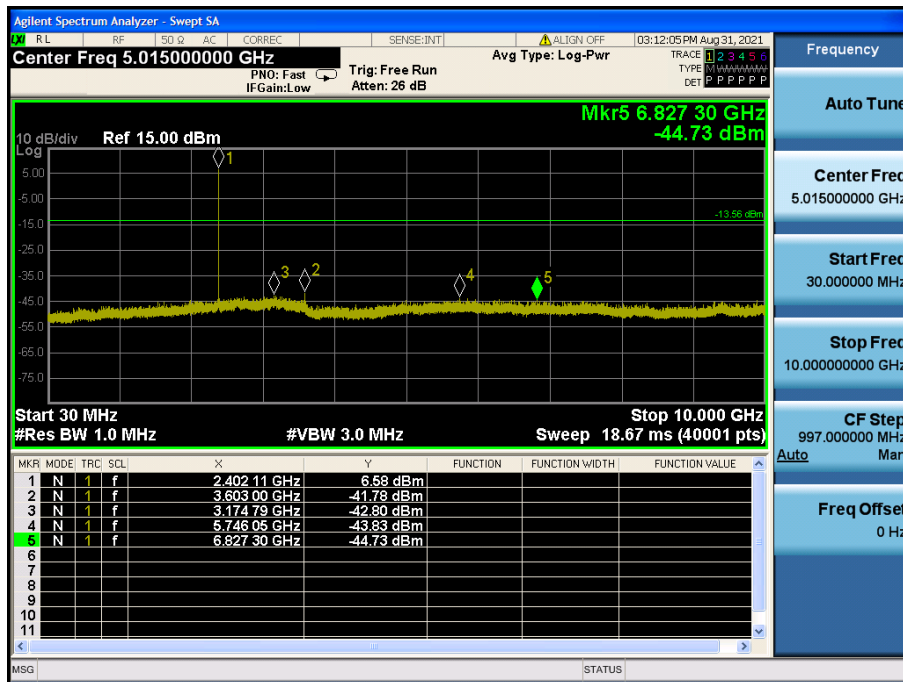 Agilent Spectrum Analyzer - Swept SA
LXI RL RF 50 Ω AC CORREC SENSE:INT ALIGN OFF 03:12:05 PM Aug 31, 2021
Center Freq 5.015000000 GHz
PNO: Fast
IFGain:Low
Trig: Free Run
Atten: 26 dB
Avg Type: Log-Pwr
TRACE 1 2 3 4 5 6
TYPE MWWWWW
DET P P P P P P
Mkr5 6.827 30 GHz
-44.73 dBm
10 dB/div Ref 15.00 dBm
Log
5.00
-5.00
-15.0
-25.0
-35.0
-45.0
-55.0
-65.0
-75.0
1
3
2
4
5
-13.56 dBm
Start 30 MHz Stop 10.000 GHz
#Res BW 1.0 MHz #VBW 3.0 MHz Sweep 18.67 ms (40001 pts)
MKR MODE TRC SCL X Y FUNCTION FUNCTION WIDTH FUNCTION VALUE
1 N 1 f 2.402 11 GHz 6.58 dBm
2 N 1 f 3.603 00 GHz -41.78 dBm
3 N 1 f 3.174 79 GHz -42.80 dBm
4 N 1 f 5.746 05 GHz -43.83 dBm
5 N 1 f 6.827 30 GHz -44.73 dBm
6
7
8
9
10
11
MSG STATUS
Frequency
Auto Tune
Center Freq
5.015000000 GHz
Start Freq
30.000000 MHz
Stop Freq
10.000000000 GHz
CF Step
997.000000 MHz
Auto Man
Freq Offset
0 Hz